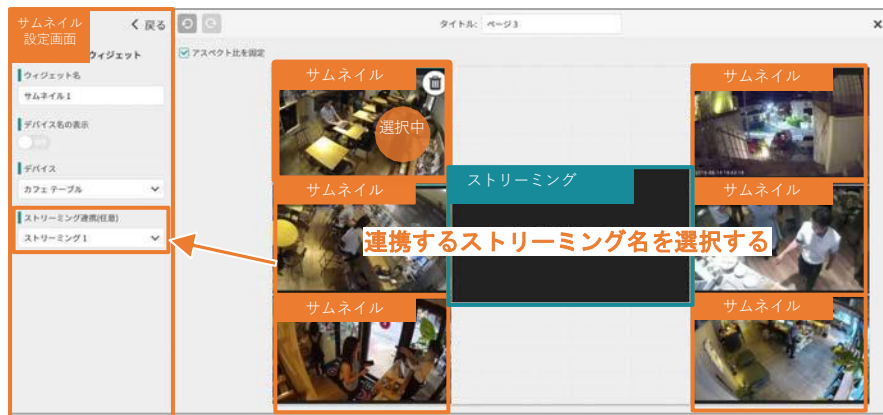 サムネイル
設定画面
戻る
タイトル: ページ3
×
ウィジェット
アスペクト比を固定
ウィジェット名
サムネイル1
デバイス名の表示
OFF
デバイス
カフェ テーブル
ストリーミング連携(任意)
ストリーミング1
サムネイル
選択中
サムネイル
サムネイル
サムネイル
ストリーミング
サムネイル
連携するストリーミング名を選択する
サムネイル